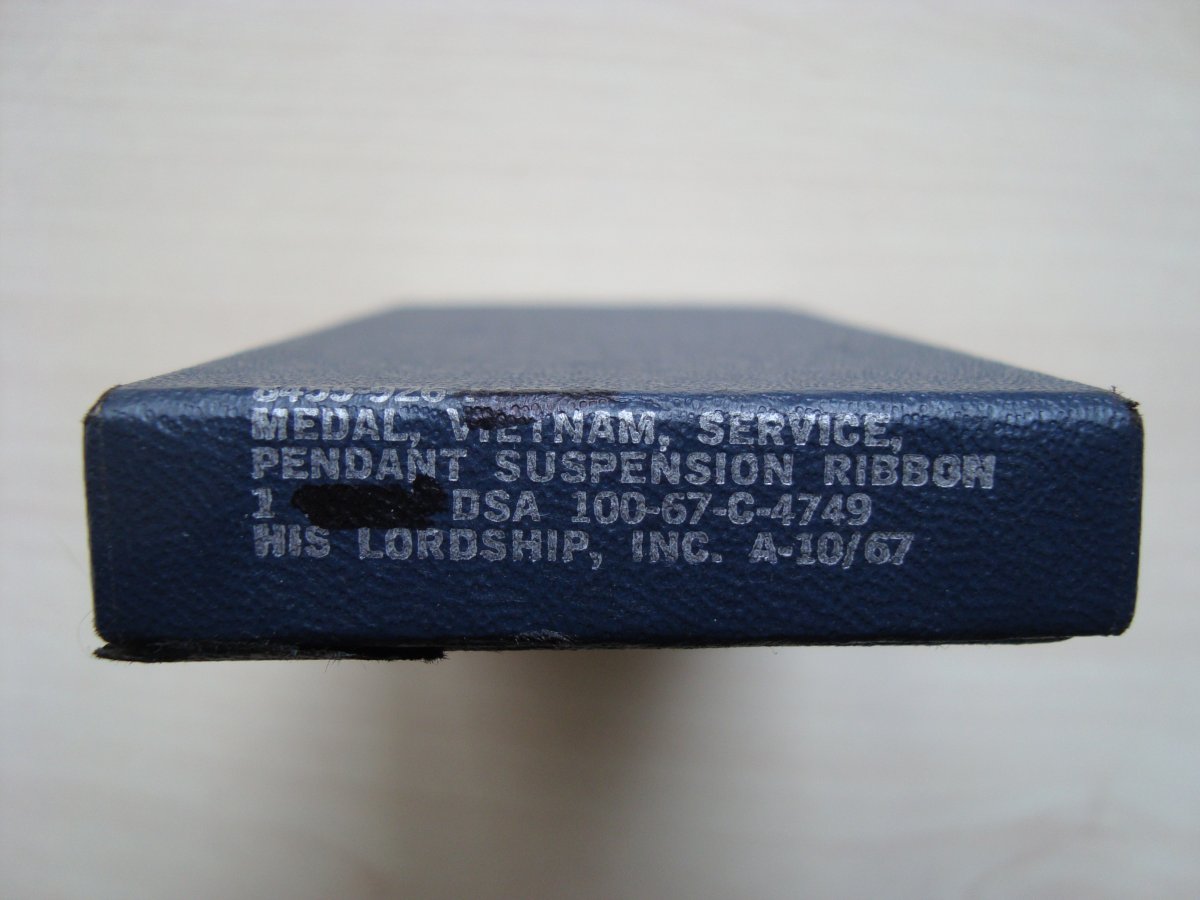 MEDAL, VIETNAM, SERVICE,
PENDANT SUSPENSION RIBBON
1 DSA 100-67-C-4749
HIS LORDSHIP, INC. A-10/67